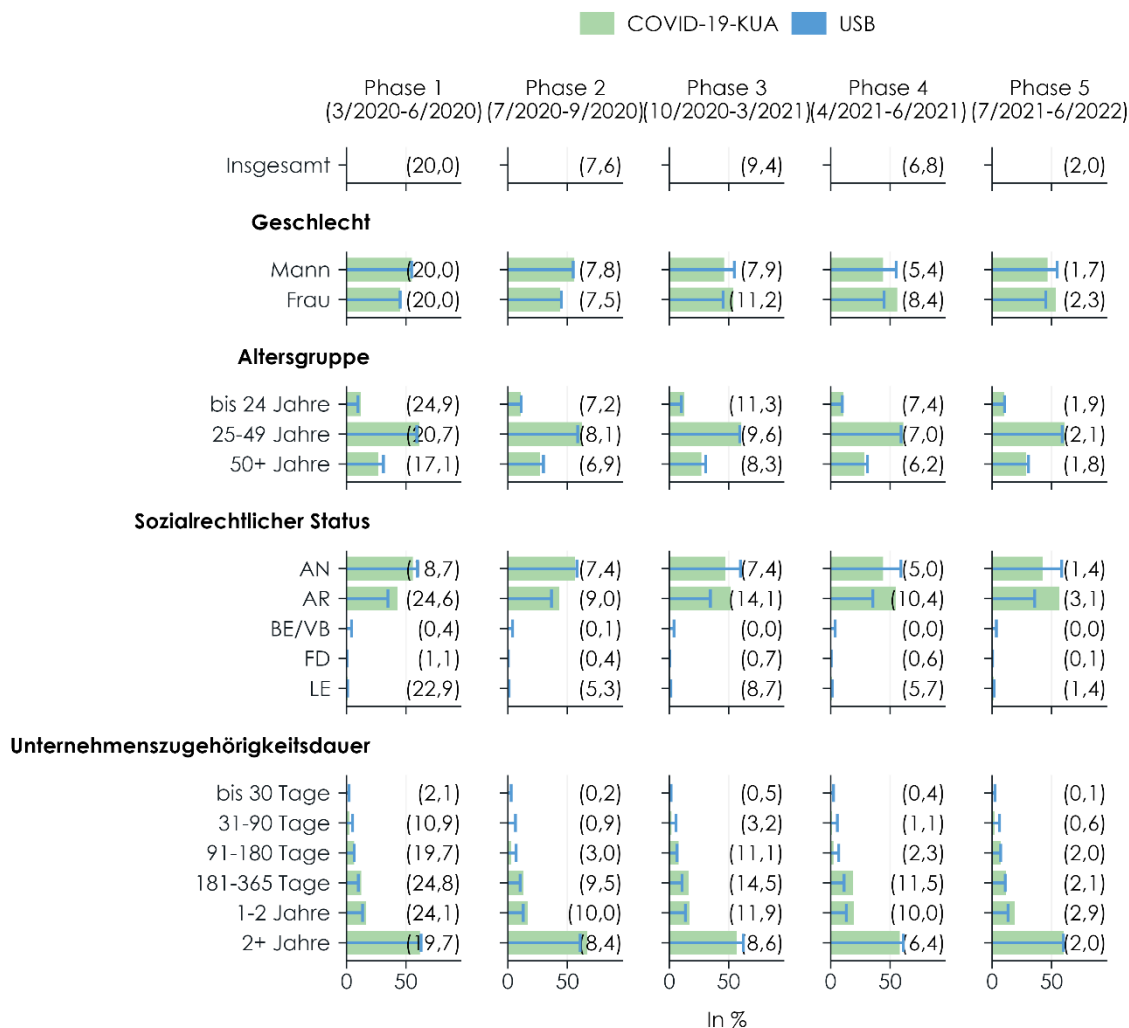 COVID-19-KUA USB
Phase 1 Phase 2 Phase 3 Phase 4 Phase 5
(3/2020-6/2020) (7/2020-9/2020) (10/2020-3/2021) (4/2021-6/2021) (7/2021-6/2022)
Insgesamt (20,0) (7,6) (9,4) (6,8) (2,0)
Geschlecht
Mann (20,0) (7,8) (7,9) (5,4) (1,7)
Frau (20,0) (7,5) (11,2) (8,4) (2,3)
Altersgruppe
bis 24 Jahre (24,9) (7,2) (11,3) (7,4) (1,9)
25-49 Jahre (20,7) (8,1) (9,6) (7,0) (2,1)
50+ Jahre (17,1) (6,9) (8,3) (6,2) (1,8)
Sozialrechtlicher Status
AN (18,7) (7,4) (7,4) (5,0) (1,4)
AR (24,6) (9,0) (14,1) (10,4) (3,1)
BE/VB (0,4) (0,1) (0,0) (0,0) (0,0)
FD (1,1) (0,4) (0,7) (0,6) (0,1)
LE (22,9) (5,3) (8,7) (5,7) (1,4)
Unternehmenszugehörigkeitsdauer
bis 30 Tage (2,1) (0,2) (0,5) (0,4) (0,1)
31-90 Tage (10,9) (0,9) (3,2) (1,1) (0,6)
91-180 Tage (19,7) (3,0) (11,1) (2,3) (2,0)
181-365 Tage (24,8) (9,5) (14,5) (11,5) (2,1)
1-2 Jahre (24,1) (10,0) (11,9) (10,0) (2,9)
2+ Jahre (19,7) (8,4) (8,6) (6,4) (2,0)
0 50 0 50 0 50 0 50 0 50
In %